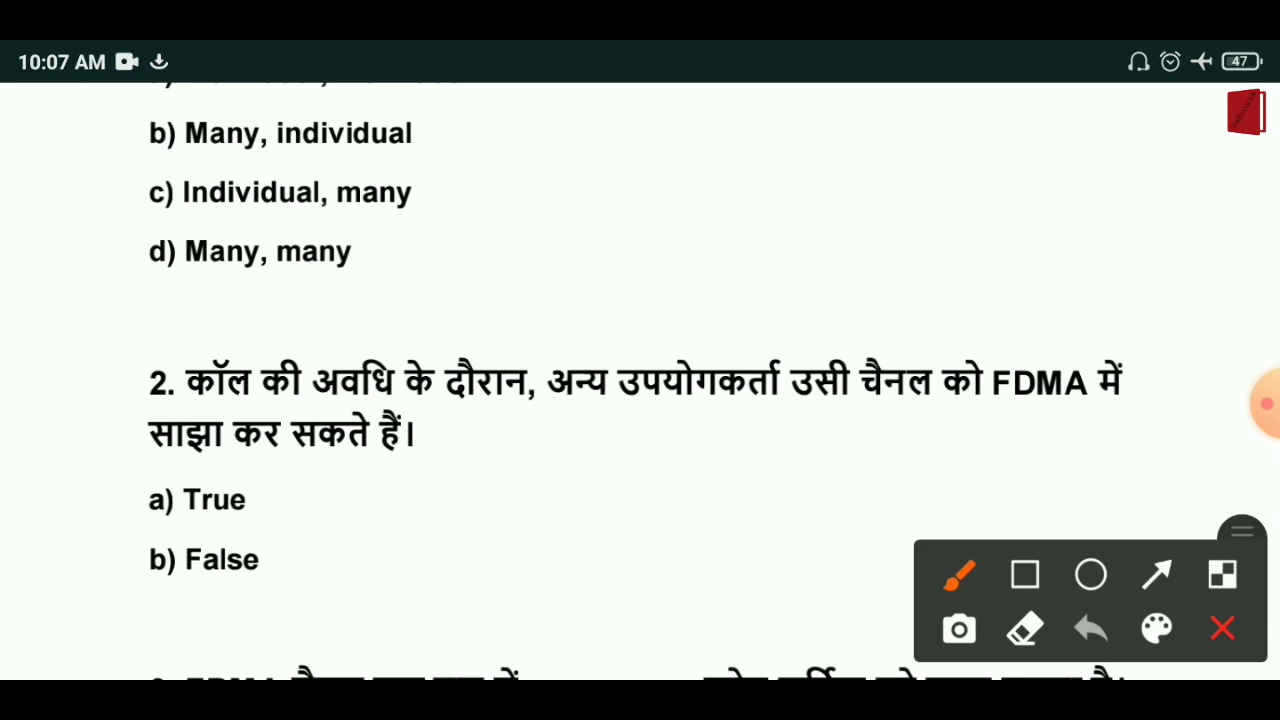 10:07 AM
47
b) Many, individual
c) Individual, many
d) Many, many
2. कॉल की अवधि के दौरान, अन्य उपयोगकर्ता उसी चैनल को FDMA में
साझा कर सकते हैं।
a) True
b) False